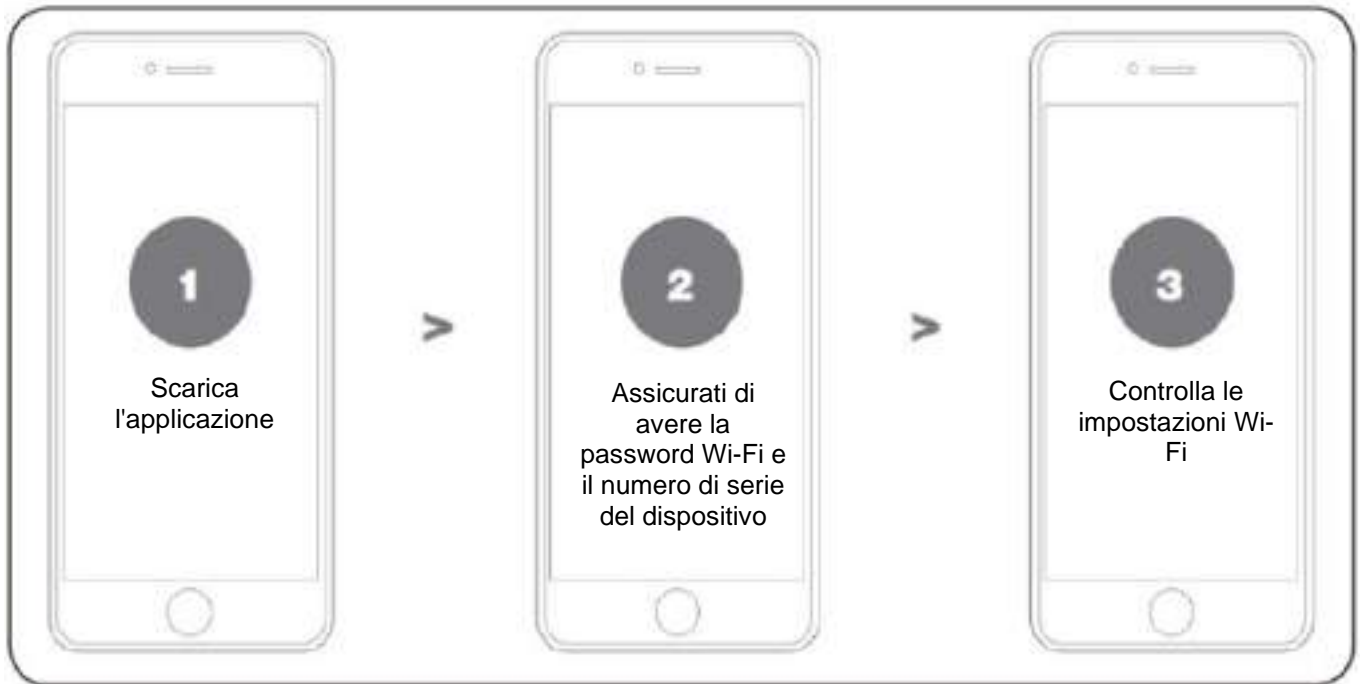 1
Scarica
l'applicazione
>
2
Assicurati di
avere la
password Wi-Fi e
il numero di serie
del dispositivo
>
3
Controlla le
impostazioni Wi-
Fi